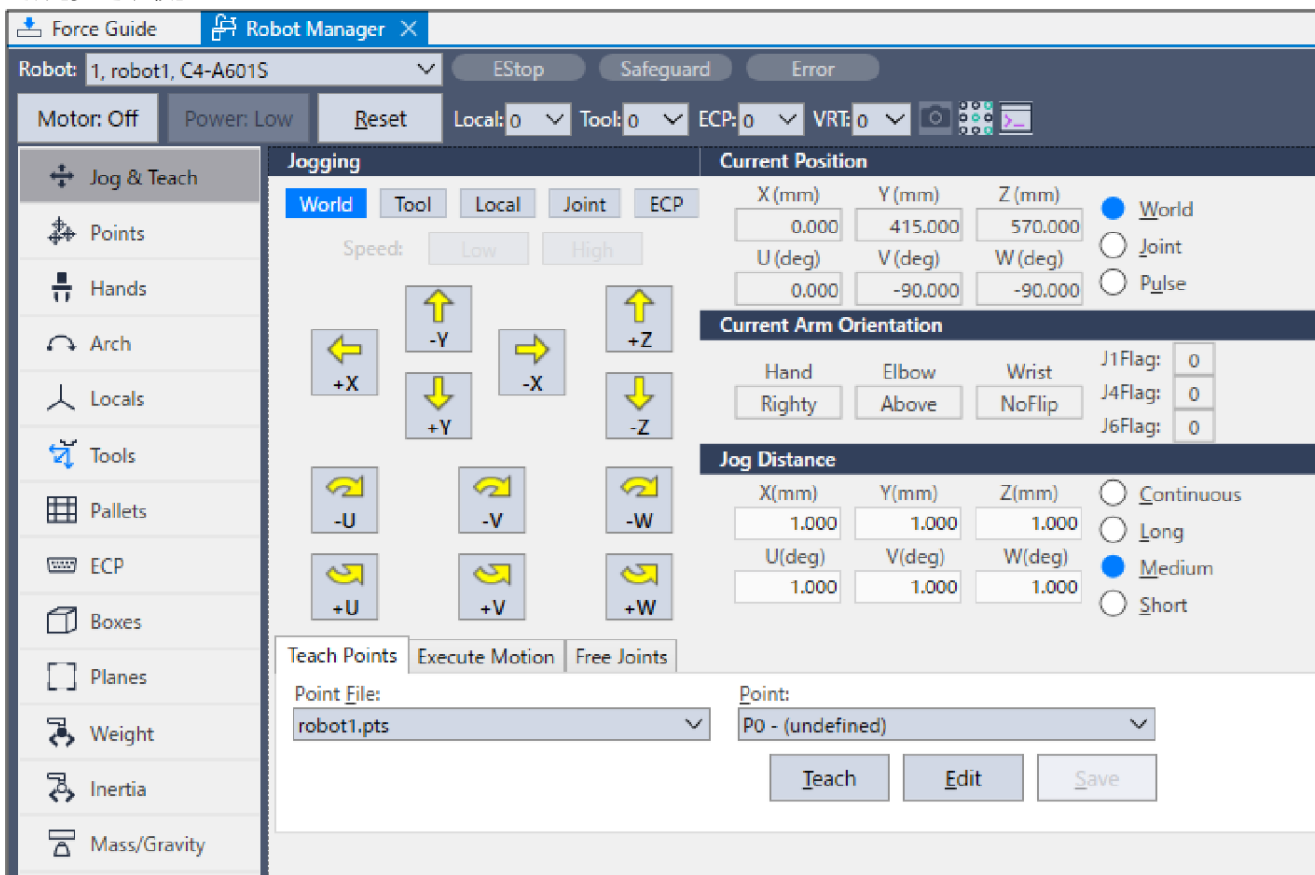 Force Guide
Robot Manager
Robot: 1, robot1, C4-A601S
EStop
Safeguard
Error
Motor: Off
Power: Low
Reset
Local: 0
Tool: 0
ECP: 0
VRT: 0
Jog & Teach
Points
Hands
Arch
Locals
Tools
Pallets
ECP
Boxes
Planes
Weight
Inertia
Mass/Gravity
Jogging
World
Tool
Local
Joint
ECP
Speed:
Low
High
-Y
+Z
+X
-X
+Y
-Z
-U
-V
-W
+U
+V
+W
Current Position
X (mm) Y (mm) Z (mm)
0.000 415.000 570.000
U (deg) V (deg) W (deg)
0.000 -90.000 -90.000
World
Joint
Pulse
Current Arm Orientation
Hand Elbow Wrist
Righty Above NoFlip
J1Flag: 0
J4Flag: 0
J6Flag: 0
Jog Distance
X(mm) Y(mm) Z(mm)
1.000 1.000 1.000
U(deg) V(deg) W(deg)
1.000 1.000 1.000
Continuous
Long
Medium
Short
Teach Points
Execute Motion
Free Joints
Point File:
robot1.pts
Point:
P0 - (undefined)
Teach
Edit
Save